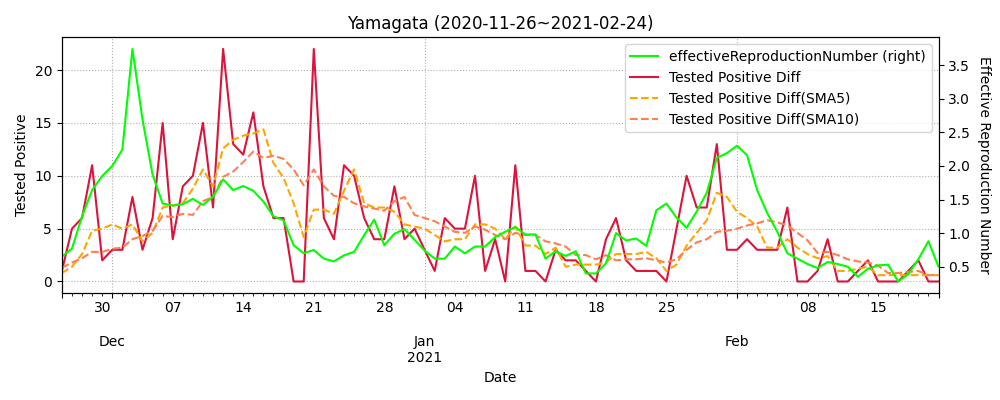 Yamagata (2020-11-26~2021-02-24)
effectiveReproductionNumber (right)
Tested Positive Diff
Tested Positive Diff(SMA5)
Tested Positive Diff(SMA10)
Tested Positive
20
15
10
5
0
3.5
3.0
2.5
2.0
1.5
1.0
0.5
Effective Reproduction Number
30 07 14 21 28 04 11 18 25 08 15
Dec Jan Feb
2021
Date